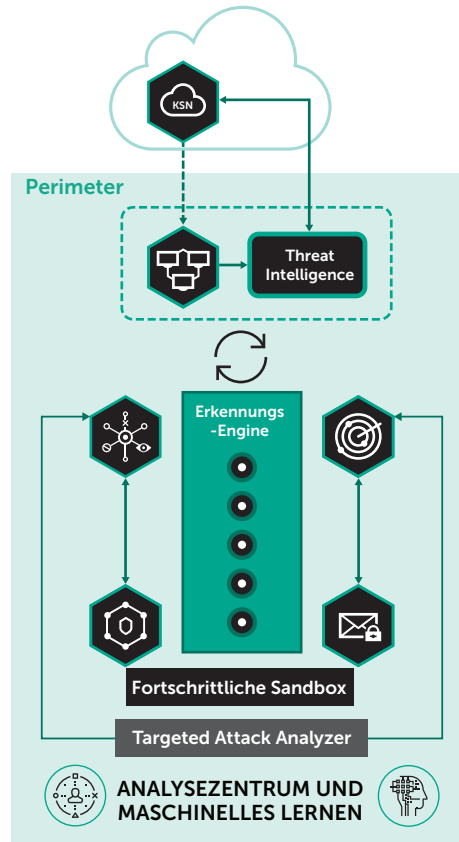 KSN
Perimeter
Threat
Intelligence
Erkennungs
-Engine
Fortschrittliche Sandbox
Targeted Attack Analyzer
ANALYSEZENTRUM UND
MASCHINELLES LERNEN